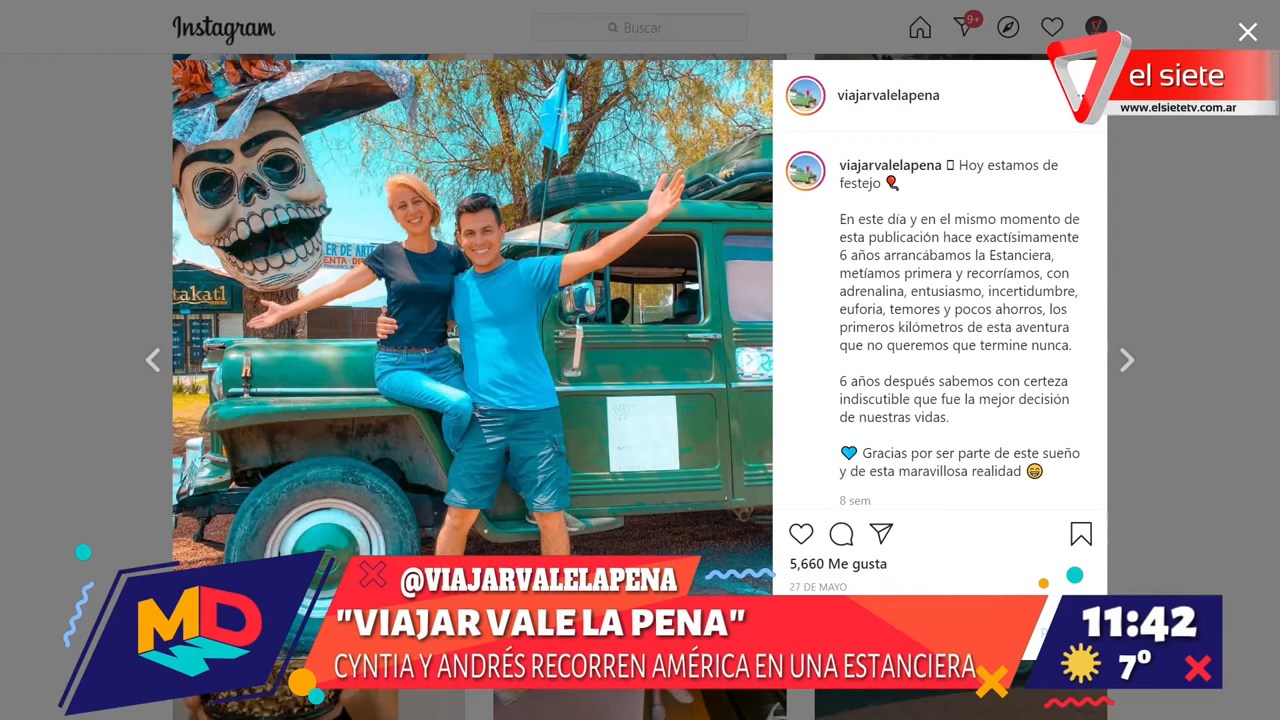 Instagram
Buscar
9+
el siete
www.elsietetv.com.ar
viajarvalelapena
viajarvalelapena Hoy estamos de
festejo 🎈
En este día y en el mismo momento de
esta publicación hace exactísimamente
6 años arrancábamos la Estanciera,
metíamos primera y recorríamos, con
adrenalina, entusiasmo, incertidumbre,
euforia, temores y pocos ahorros, los
primeros kilómetros de esta aventura
que no queremos que termine nunca.
6 años después sabemos con certeza
indiscutible que fue la mejor decisión
de nuestras vidas.
💙 Gracias por ser parte de este sueño
y de esta maravillosa realidad 😁
8 sem
5,660 Me gusta
27 DE MAYO
LER DE ARTE
takatl
@VIAJARVALELAPENA
MD
"VIAJAR VALE LA PENA"
CYNTIA Y ANDRÉS RECORREN AMÉRICA EN UNA ESTANCIERA
11:42
7º